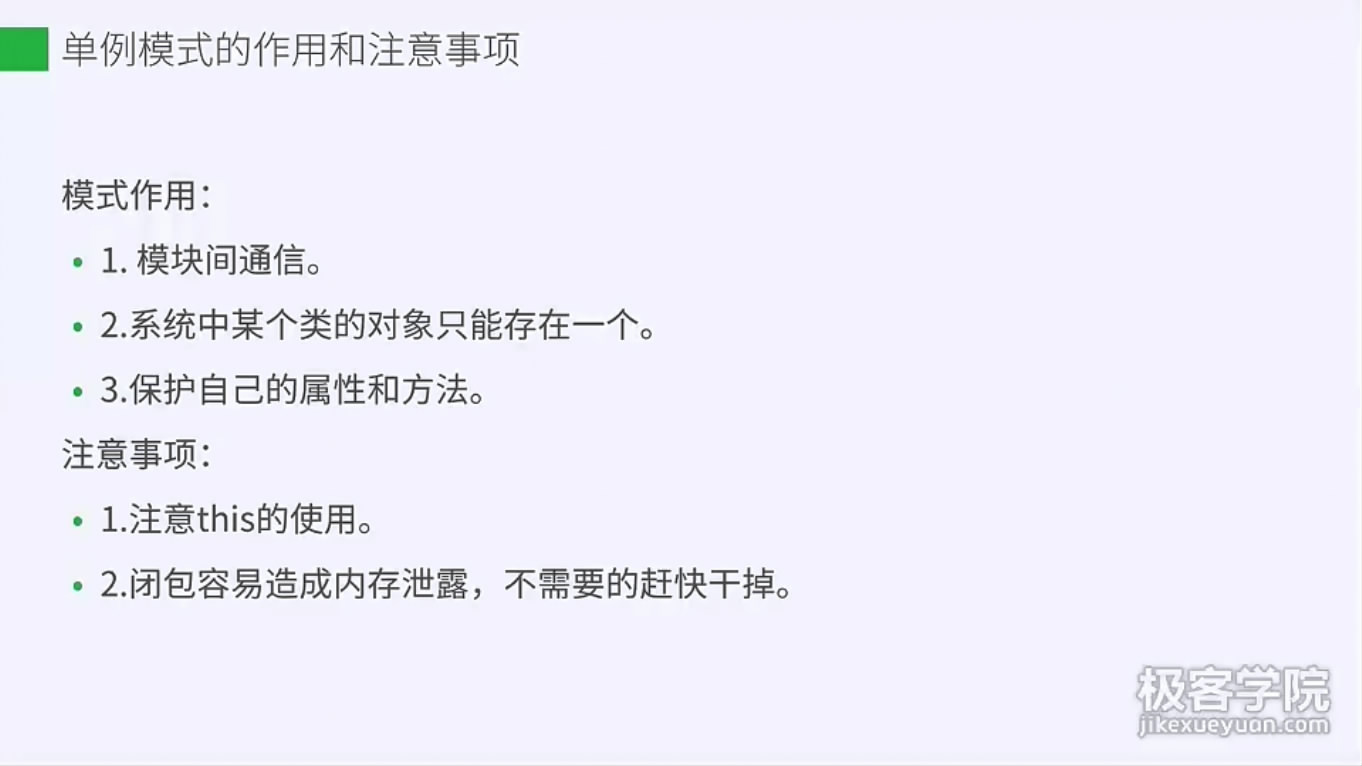 单例模式的作用和注意事项
模式作用：
1. 模块间通信。
2.系统中某个类的对象只能存在一个。
3.保护自己的属性和方法。
注意事项：
1.注意this的使用。
2.闭包容易造成内存泄露，不需要的赶快干掉。
极客学院
jikexueyuan.com